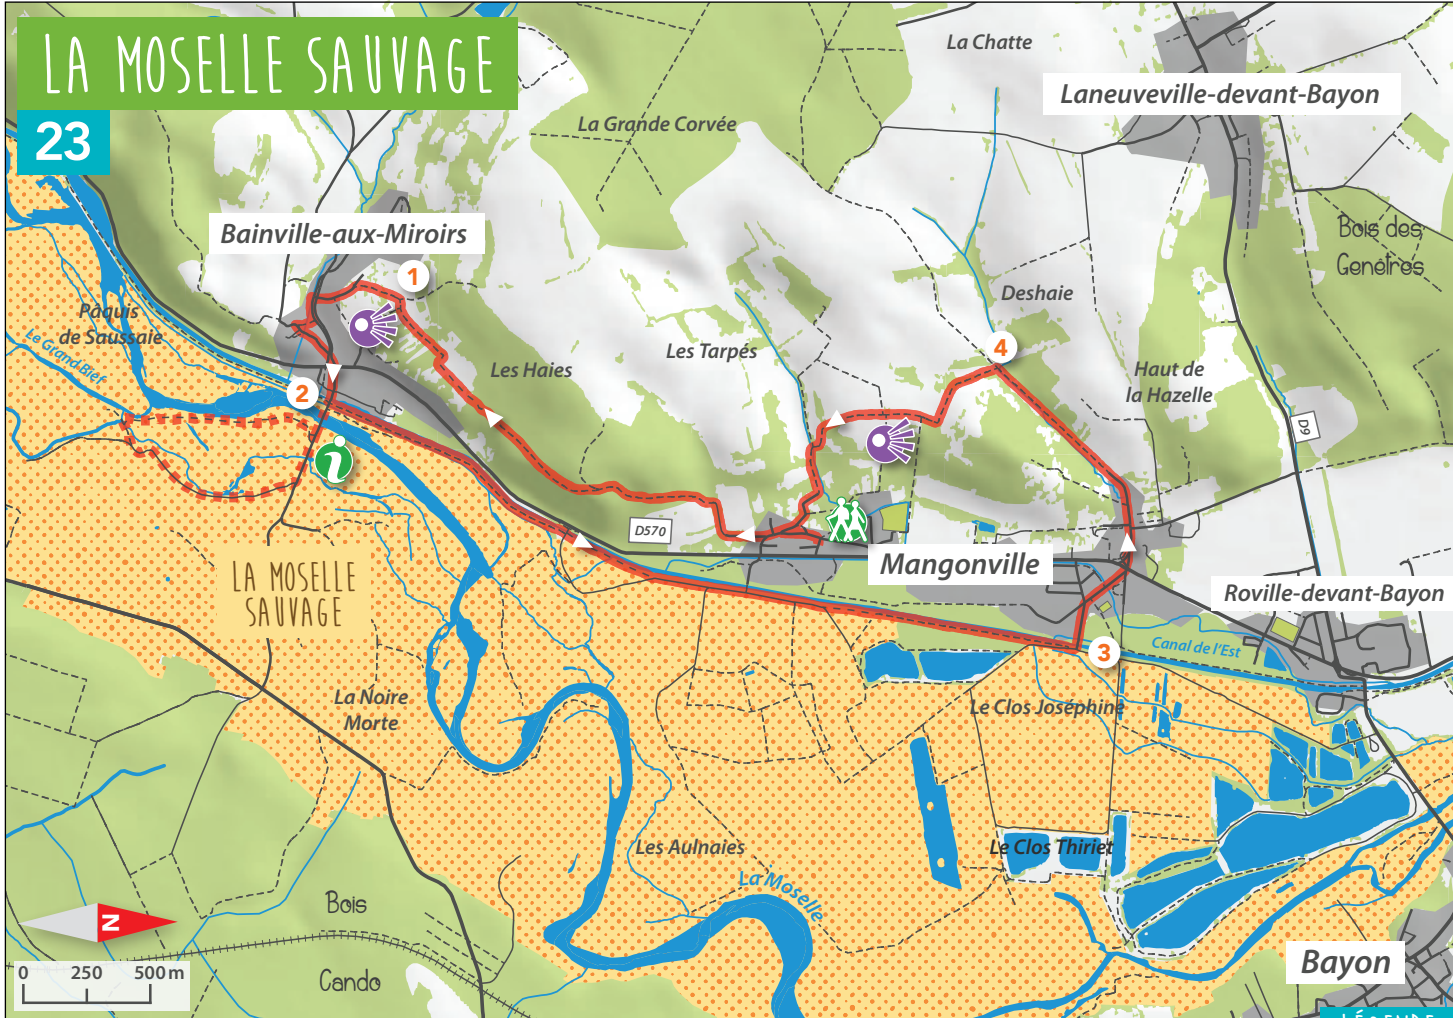 LA MOSELLE SAUVAGE
23
La Chatte
Laneuveville-devant-Bayon
La Grande Corvée
Bois des
Genêtres
Bainville-aux-Miroirs
1
Pâquis
de Saussaie
Le Grand Bief
Deshaie
Les Tarpés
4
Les Haies
Haut de
la Hazelle
2
D9
i
D570
Mangonville
LA MOSELLE
SAUVAGE
Roville-devant-Bayon
3
Canal de l'Est
La Noire
Morte
Le Clos Joséphine
Les Aulnaies
Le Clos Thiriet
La Moselle
Bois
Cando
N
0 250 500 m
Bayon
LÉGENDE